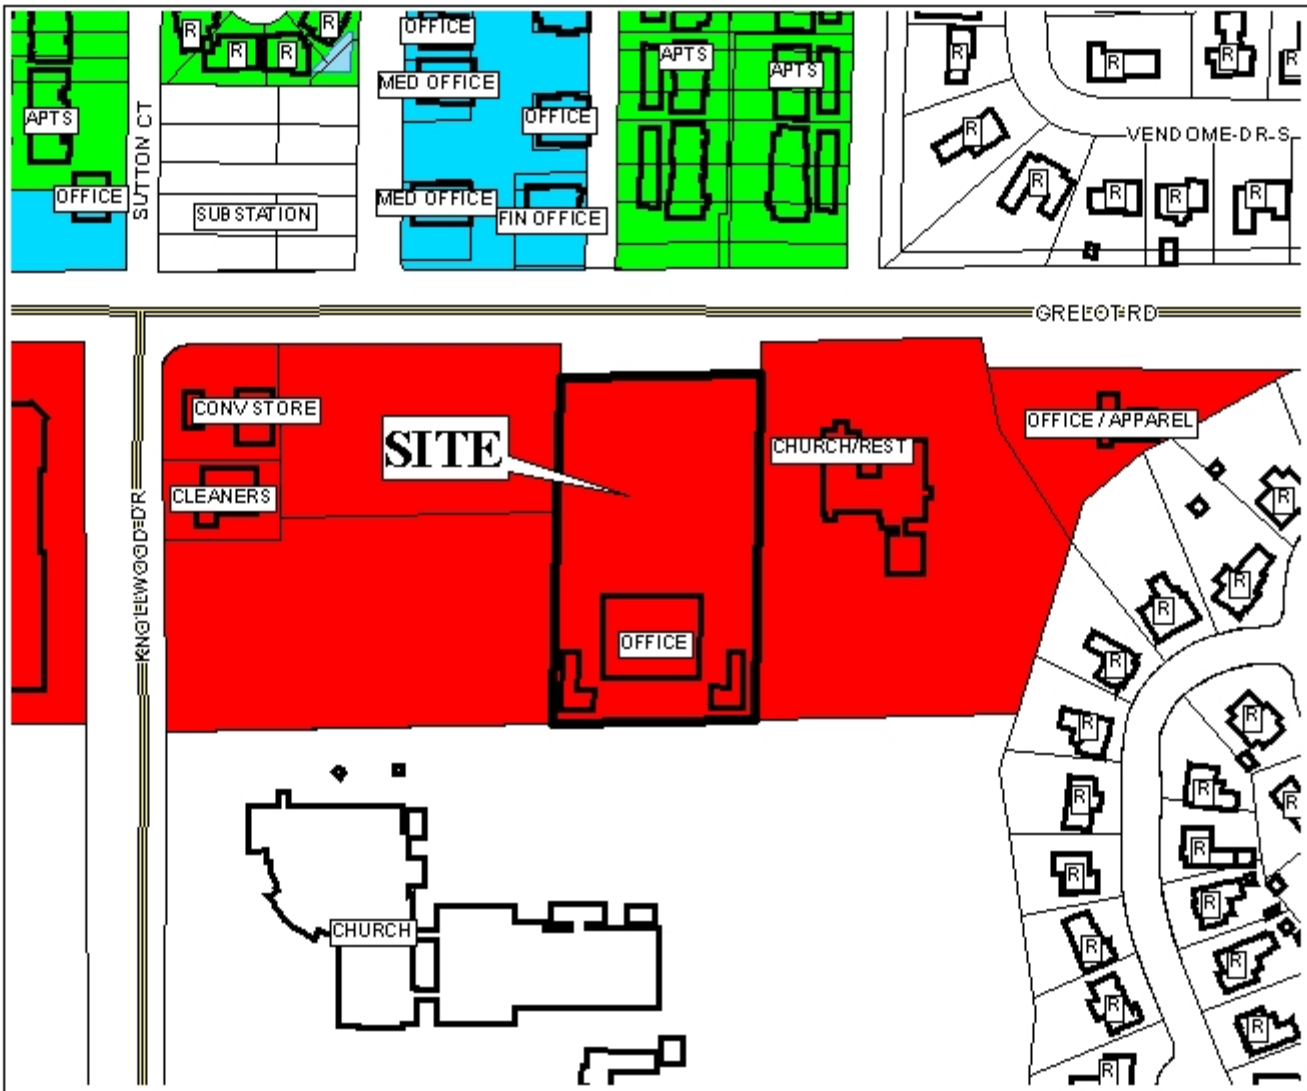 R
R
R
R
OFFICE
MED OFFICE
APTS
APTS
APTS
OFFICE
R
R
R
R
R
VENDOME DR S
SUTTON CT
R
R
R
R
OFFICE
MED OFFICE
SUBSTATION
FIN OFFICE
GRELOT RD
CONV STORE
SITE
CHURCH/REST
OFFICE / APPAREL
CLEANERS
KNOLLWOOD DR
R
R
R
OFFICE
R
R
R
R
R
R
R
R
R
R
CHURCH
R
R
R
R
R